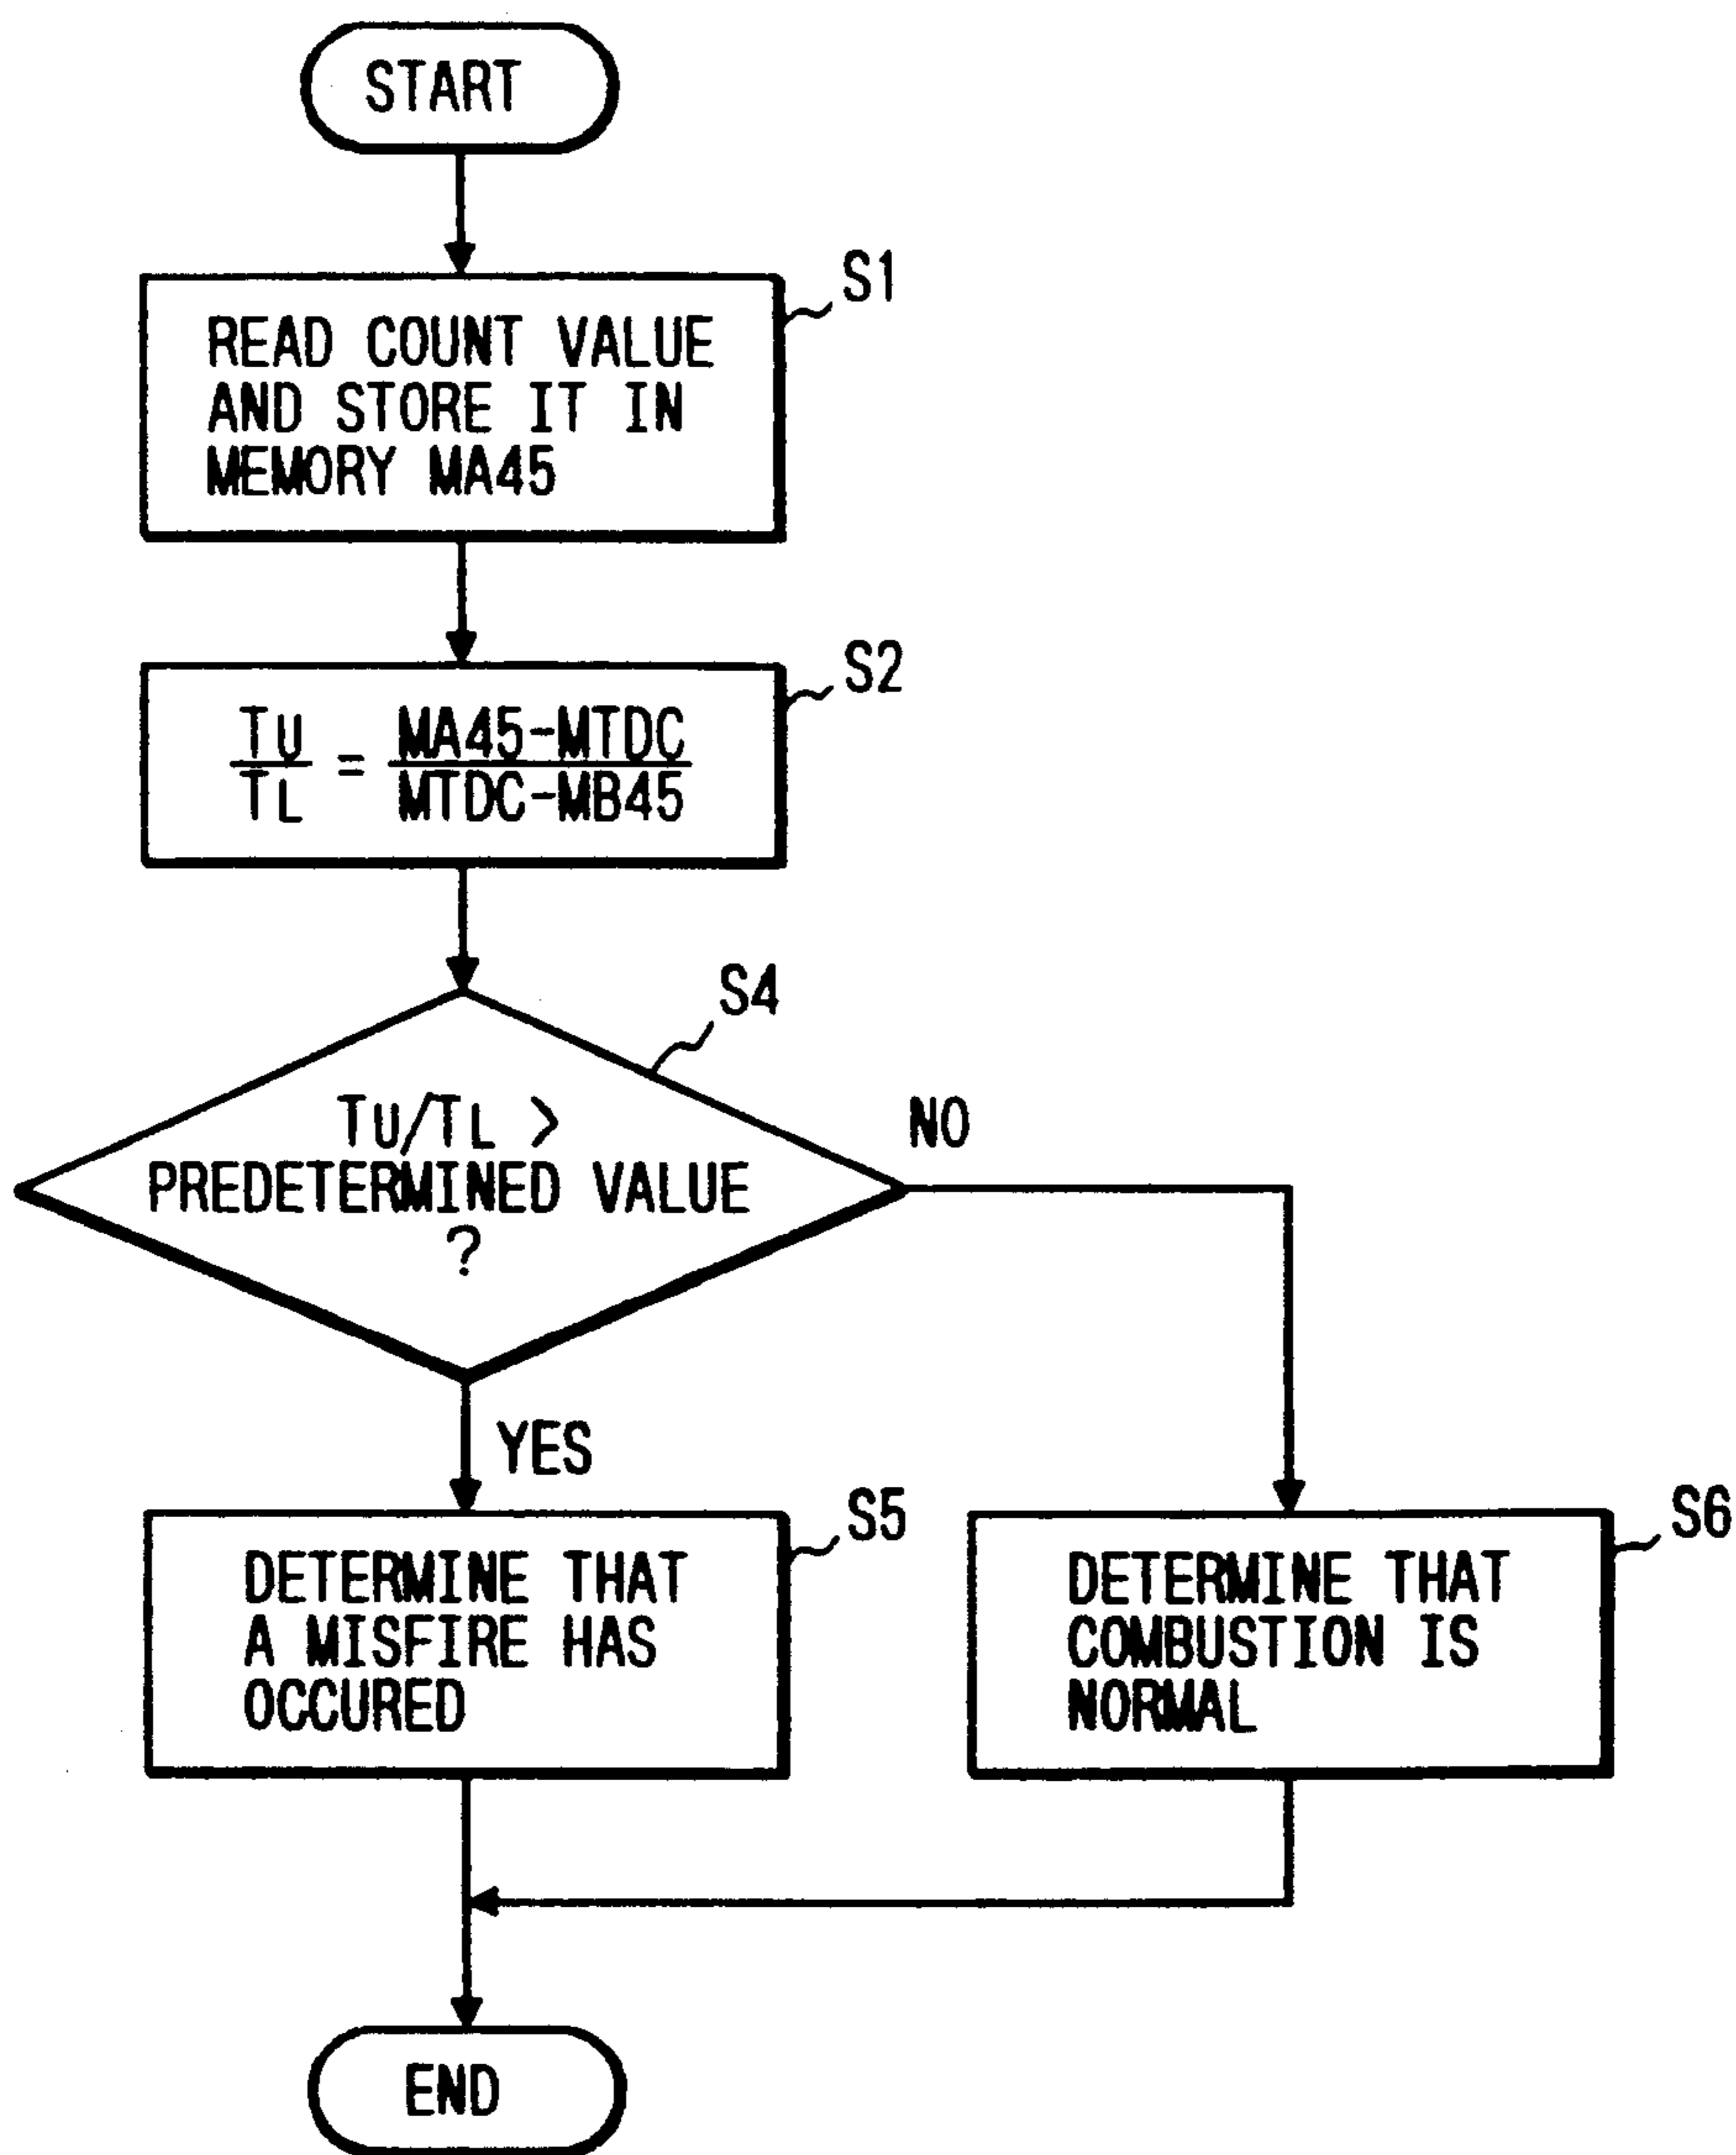 START
S1
READ COUNT VALUE
AND STORE IT IN
MEMORY MA45
S2
TU/TL = MA45-MTDC/MTDC-MB45
S4
TU/TL >
PREDETERMINED VALUE
?
NO
YES
S5
DETERMINE THAT
A MISFIRE HAS
OCCURED
S6
DETERMINE THAT
COMBUSTION IS
NORMAL
END